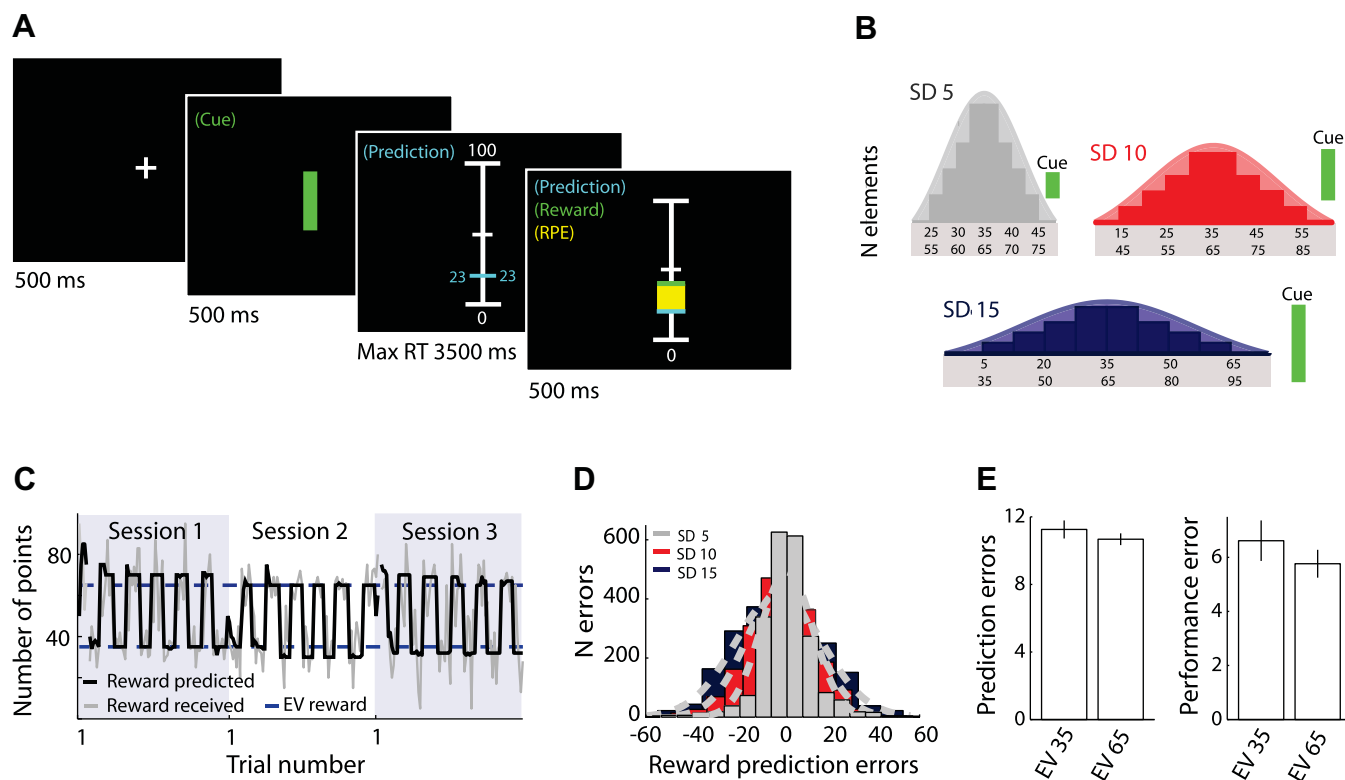 A
(Cue)
(Prediction)
100
23 23
0
(Prediction)
(Reward)
(RPE)
0
500 ms
500 ms
Max RT 3500 ms
500 ms
B
N elements
SD 5
Cue
25 30 35 40 45
55 60 65 70 75
SD 10
Cue
15 25 35 45 55
45 55 65 75 85
SD 15
Cue
5 20 35 50 65
35 50 65 80 95
C
Number of points
80
40
Session 1 Session 2 Session 3
Reward predicted
Reward received EV reward
1 1 1
Trial number
D
N errors
600
400
200
0
SD 5
SD 10
SD 15
-60 -40 -20 0 20 40 60
Reward prediction errors
E
Prediction errors
12
9
6
3
0
EV 35 EV 65
Performance error
6
4
2
0
EV 35 EV 65